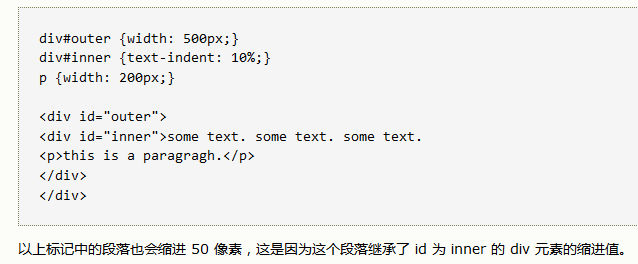 div#outer {width: 500px;}
div#inner {text-indent: 10%;}
p {width: 200px;}

<div id="outer">
<div id="inner">some text. some text. some text.
<p>this is a paragragh.</p>
</div>
</div>

以上标记中的段落也会缩进 50 像素，这是因为这个段落继承了 id 为 inner 的 div 元素的缩进值。